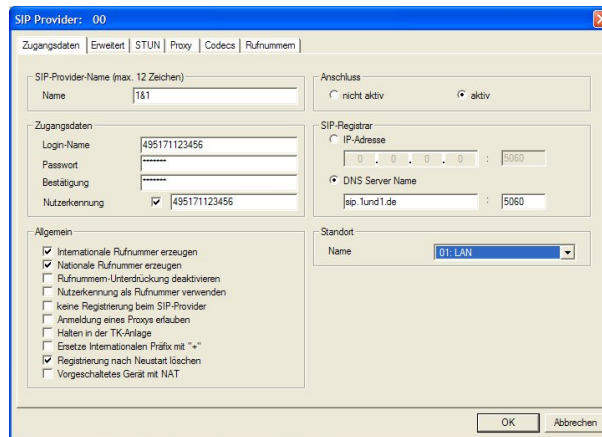 SIP Provider: 00
Zugangsdaten Erweitert STUN Proxy Codecs Rufnummern
SIP-Provider-Name (max. 12 Zeichen)
Name 1&1
Anschluss
nicht aktiv aktiv
Zugangsdaten
Login-Name 495171123456
Passwort *******
Bestätigung *******
Nutzerkennung 495171123456
SIP-Registrar
IP-Adresse
0 . 0 . 0 . 0 : 5060
DNS Server Name
sip.1und1.de : 5060
Allgemein
Internationale Rufnummer erzeugen
Nationale Rufnummer erzeugen
Rufnummern-Unterdrückung deaktivieren
Nutzerkennung als Rufnummer verwenden
keine Registrierung beim SIP-Provider
Anmeldung eines Proxys erlauben
Halten in der TK-Anlage
Ersetze Internationalen Präfix mit "+"
Registrierung nach Neustart löschen
Vorgeschaltetes Gerät mit NAT
Standort
Name 01: LAN
OK Abbrechen